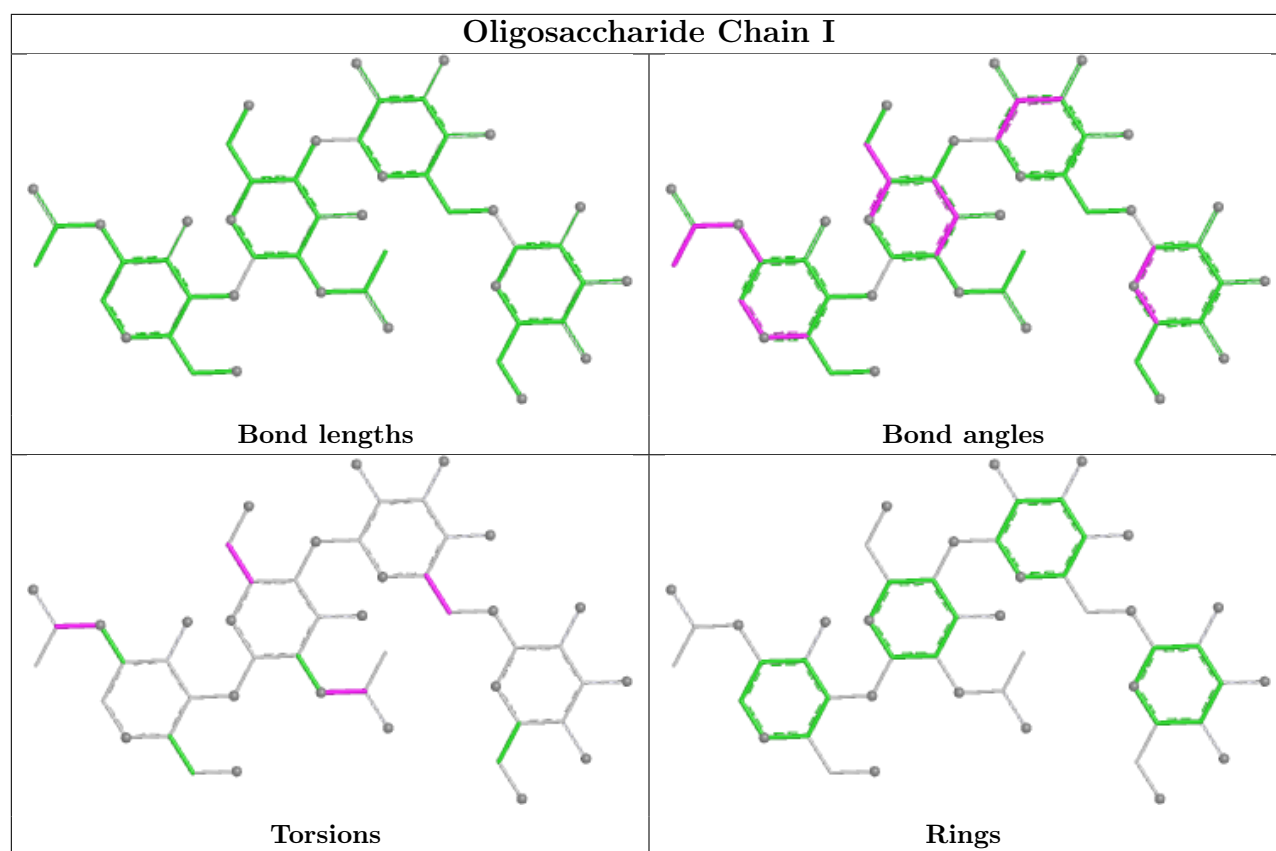 Oligosaccharide Chain I
Bond lengths
Bond angles
Torsions
Rings